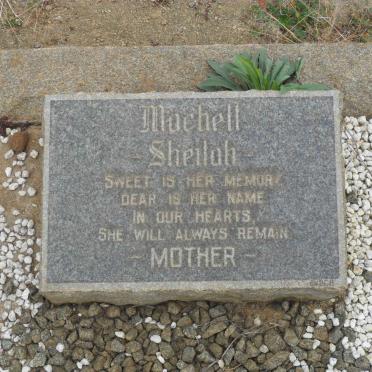 Machell
- Sheilah -
SWEET IS HER MEMORY
DEAR IS HER NAME
IN OUR HEARTS,
SHE WILL ALWAYS REMAIN
- MOTHER -